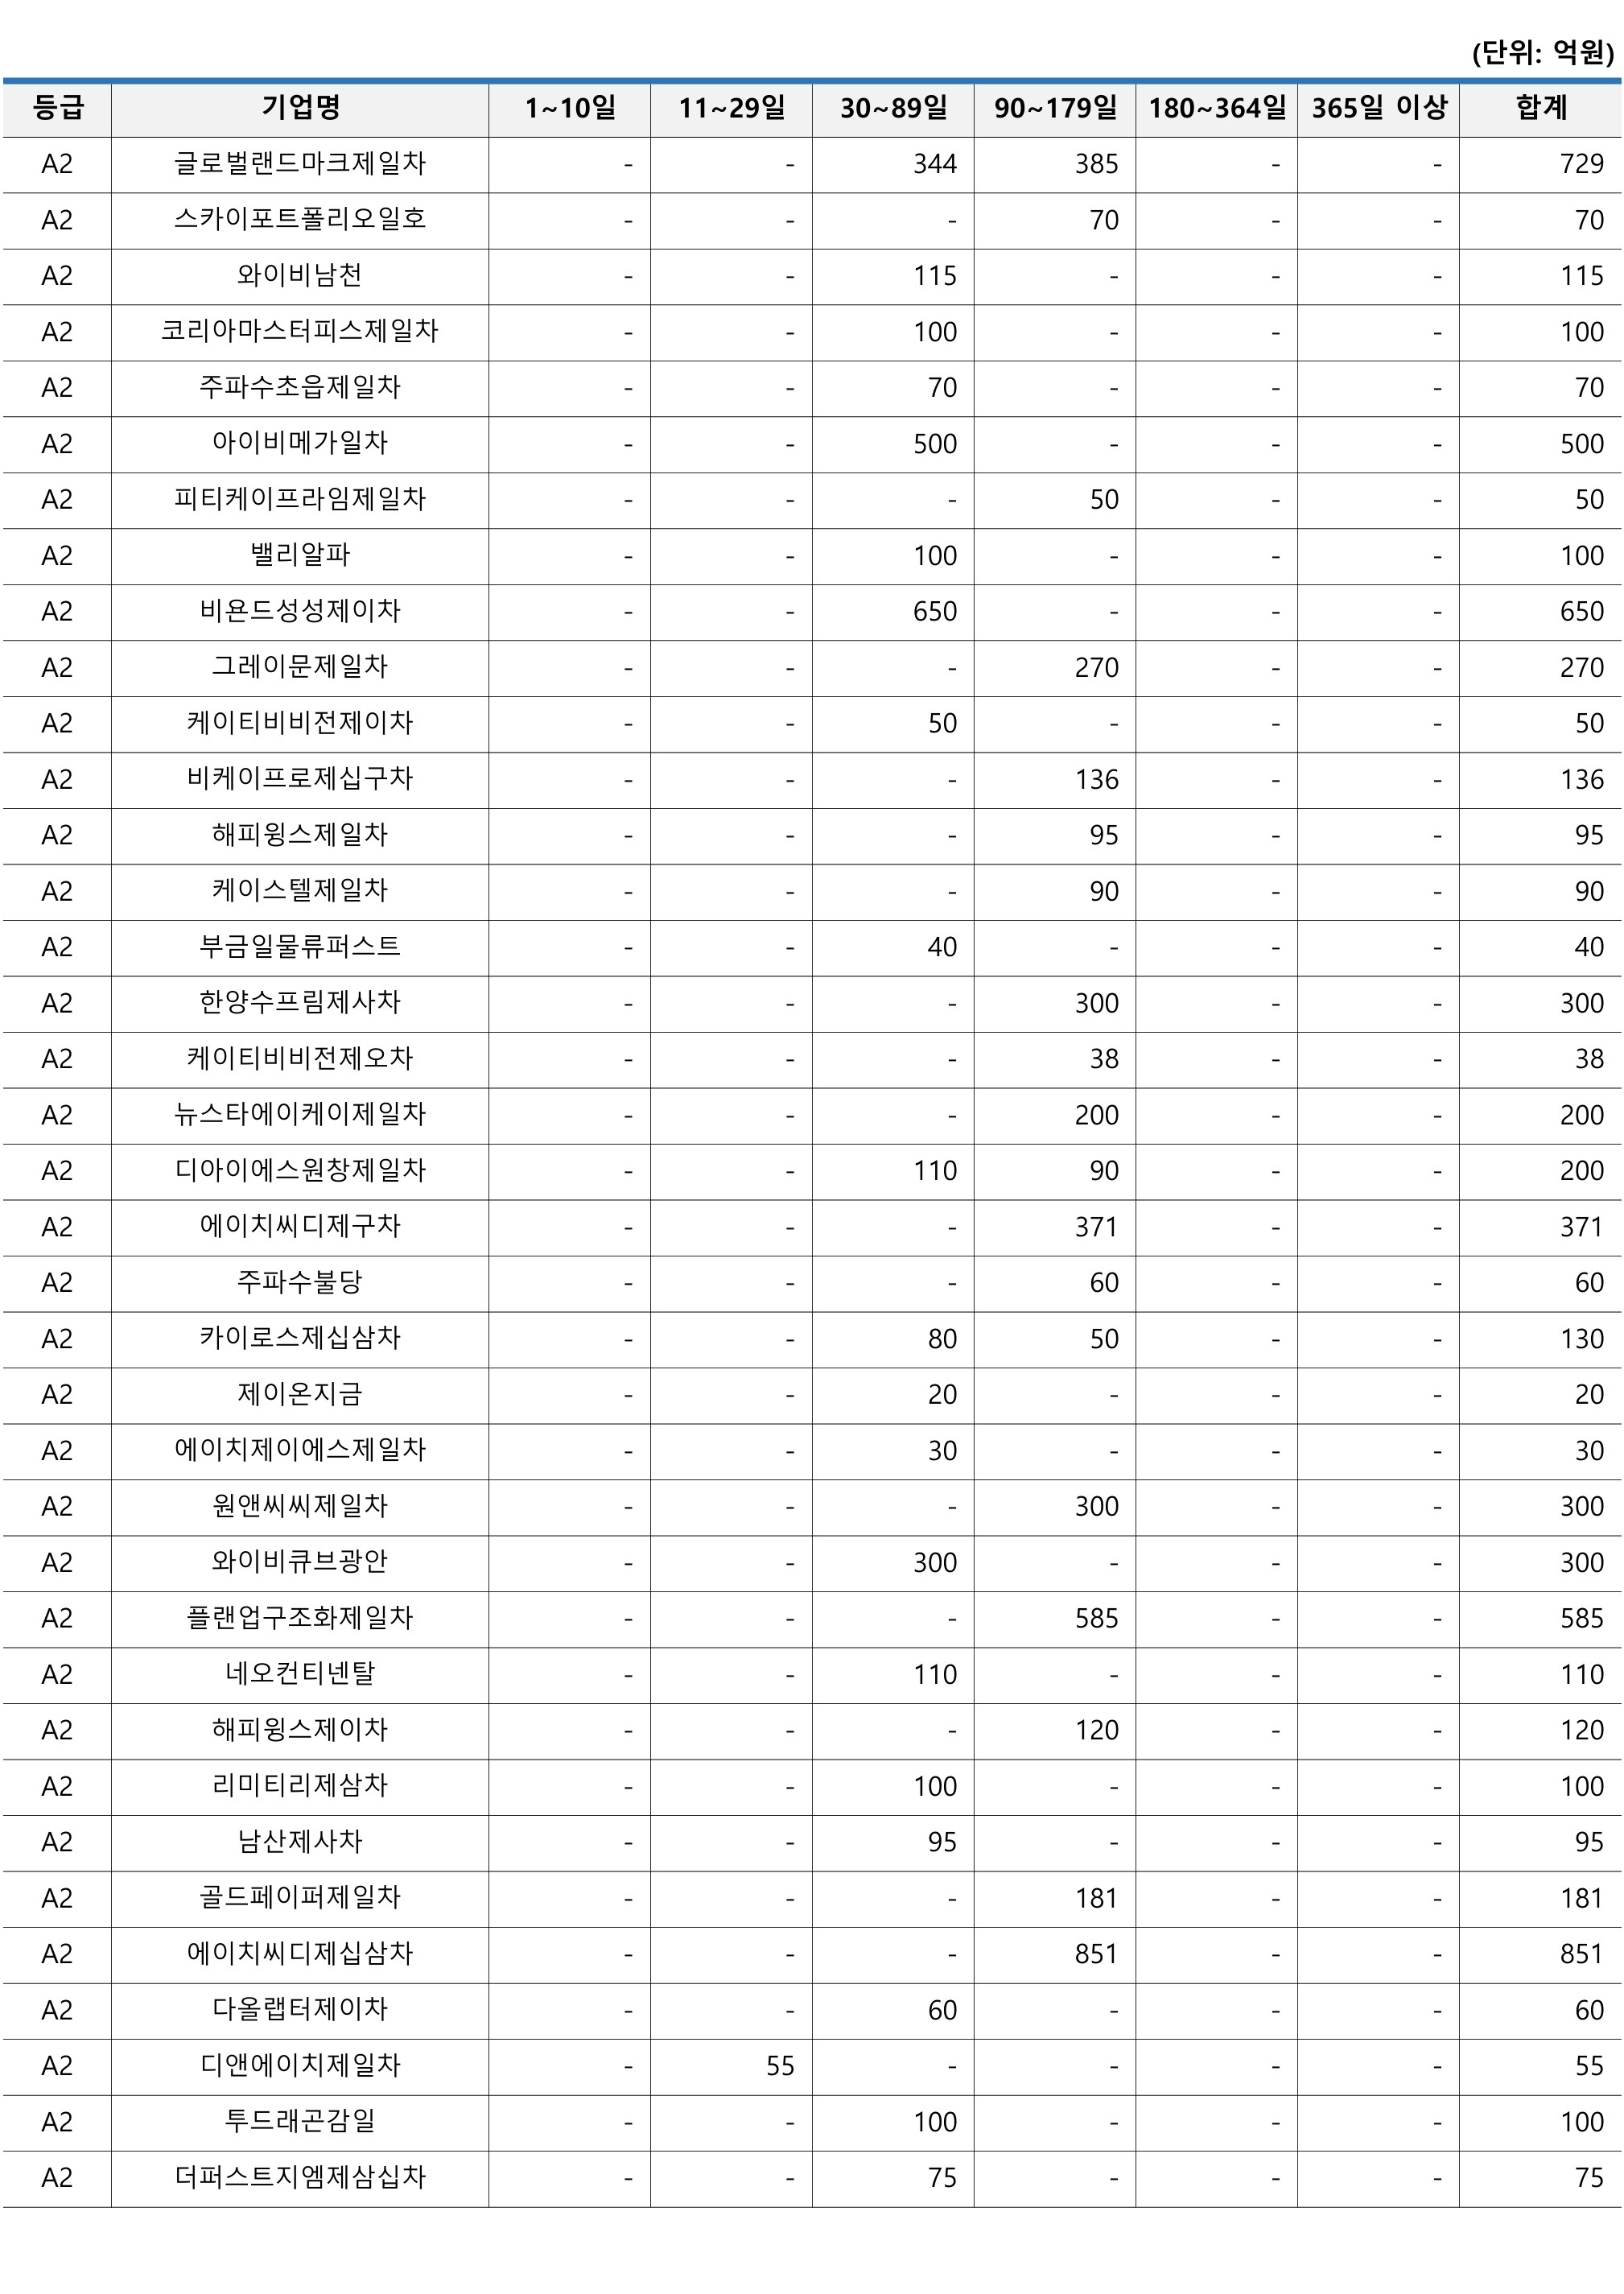 (단위: 억원)
등급 기업명 1~10일 11~29일 30~89일 90~179일 180~364일 365일 이상 합계
A2 글로벌랜드마크제일차 - - 344 385 - - 729
A2 스카이포트폴리오일호 - - - 70 - - 70
A2 와이비남천 - - 115 - - - 115
A2 코리아마스터피스제일차 - - 100 - - - 100
A2 주파수초읍제일차 - - 70 - - - 70
A2 아이비메가일차 - - 500 - - - 500
A2 피티케이프라임제일차 - - - 50 - - 50
A2 밸리알파 - - 100 - - - 100
A2 비욘드성성제이차 - - 650 - - - 650
A2 그레이문제일차 - - - 270 - - 270
A2 케이티비비전제이차 - - 50 - - - 50
A2 비케이프로제십구차 - - - 136 - - 136
A2 해피윙스제일차 - - - 95 - - 95
A2 케이스텔제일차 - - - 90 - - 90
A2 부금일물류퍼스트 - - 40 - - - 40
A2 한양수프림제사차 - - - 300 - - 300
A2 케이티비비전제오차 - - - 38 - - 38
A2 뉴스타에이케이제일차 - - - 200 - - 200
A2 디아이에스원창제일차 - - 110 90 - - 200
A2 에이치씨디제구차 - - - 371 - - 371
A2 주파수불당 - - - 60 - - 60
A2 카이로스제십삼차 - - 80 50 - - 130
A2 제이온지금 - - 20 - - - 20
A2 에이치제이에스제일차 - - 30 - - - 30
A2 원앤씨씨제일차 - - - 300 - - 300
A2 와이비큐브광안 - - 300 - - - 300
A2 플랜업구조화제일차 - - - 585 - - 585
A2 네오컨티넨탈 - - 110 - - - 110
A2 해피윙스제이차 - - - 120 - - 120
A2 리미티리제삼차 - - 100 - - - 100
A2 남산제사차 - - 95 - - - 95
A2 골드페이퍼제일차 - - - 181 - - 181
A2 에이치씨디제십삼차 - - - 851 - - 851
A2 다올랩터제이차 - - 60 - - - 60
A2 디앤에이치제일차 - 55 - - - - 55
A2 투드래곤감일 - - 100 - - - 100
A2 더퍼스트지엠제삼십차 - - 75 - - - 75